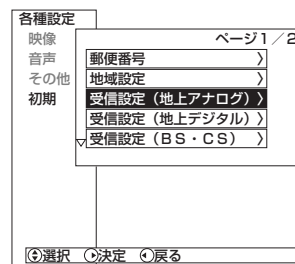 各種設定
映像
音声
その他
初期
ページ1/2
郵便番号
地域設定
受信設定(地上アナログ)
受信設定(地上デジタル)
受信設定(BS・CS)
選択 決定 戻る